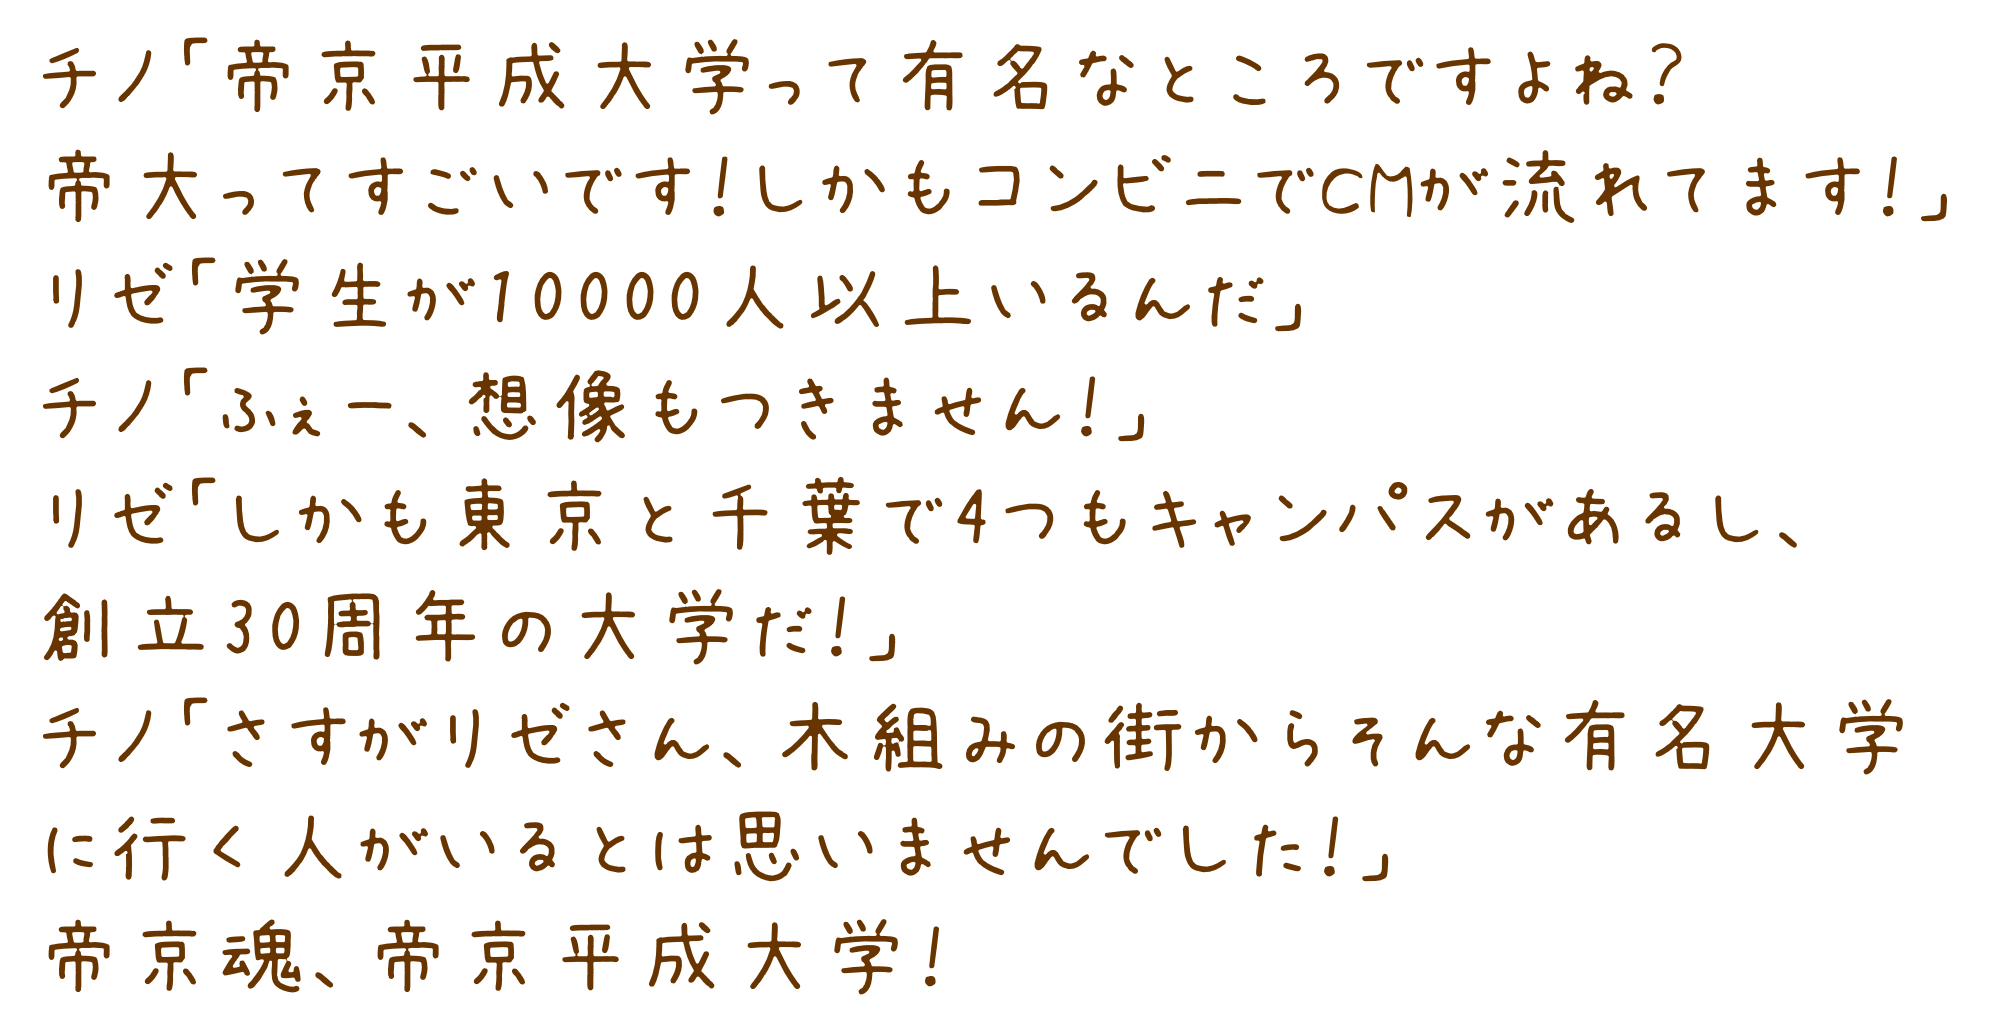 チノ「帝京平成大学って有名なところですよね?
帝大ってすごいです!しかもコンビニでCMが流れてます!」
リゼ「学生が10000人以上いるんだ」
チノ「ふぇー、想像もつきません!」
リゼ「しかも東京と千葉で4つもキャンパスがあるし、
創立30周年の大学だ!」
チノ「さすがリゼさん、木組みの街からそんな有名大学
に行く人がいるとは思いませんでした!」
帝京魂、帝京平成大学!